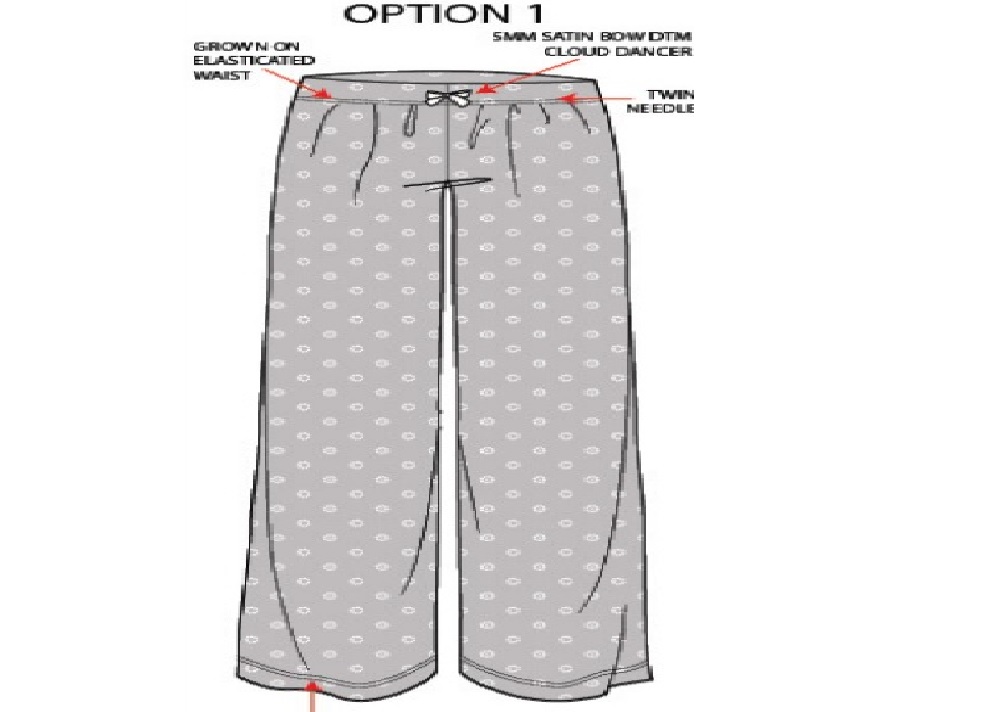 OPTION 1
5MM SATIN BOW DTM
CLOUD DANCER
GROWN ON
ELASTICATED
WAIST
TWIN
NEEDLE